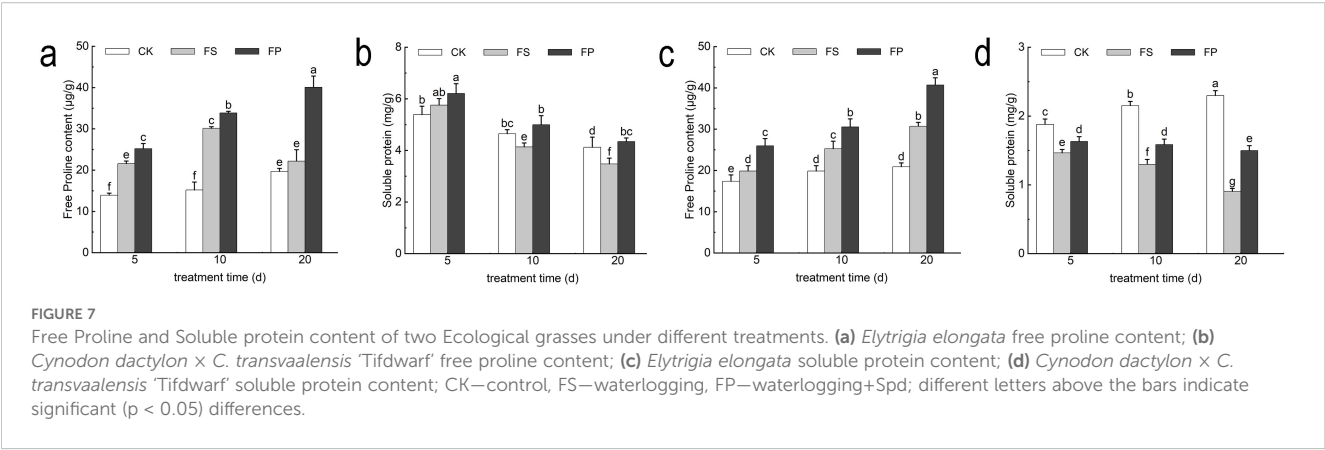 a
50
40
30
20
10
0
Free Proline content (μg/g)
CK FS FP
f e c
f c b
e e a
5 10 20
treatment time (d)
b
8
6
4
2
0
Soluble protein (mg/g)
CK FS FP
b ab a
bc e b
d f bc
5 10 20
treatment time (d)
c
50
40
30
20
10
0
Free Proline content (μg/g)
CK FS FP
e d c
d c b
d b a
5 10 20
treatment time (d)
d
3
2
1
0
Soluble protein (mg/g)
CK FS FP
c e d
b f d
a g e
5 10 20
treatment time (d)
FIGURE 7
Free Proline and Soluble protein content of two Ecological grasses under different treatments. (a) Elytrigia elongata free proline content; (b)
Cynodon dactylon × C. transvaalensis ‘Tifdwarf’ free proline content; (c) Elytrigia elongata soluble protein content; (d) Cynodon dactylon × C.
transvaalensis ‘Tifdwarf’ soluble protein content; CK—control, FS—waterlogging, FP—waterlogging+Spd; different letters above the bars indicate
significant (p < 0.05) differences.